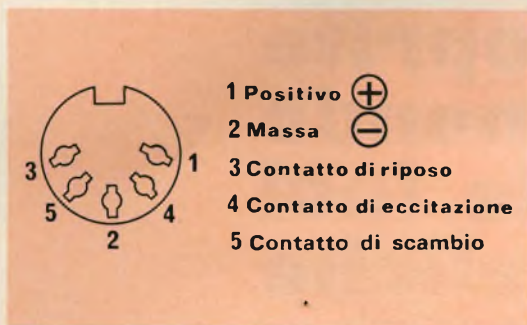 1 Positivo +
2 Massa −
3 Contatto di riposo
4 Contatto di eccitazione
5 Contatto di scambio
3
1
5
4
2